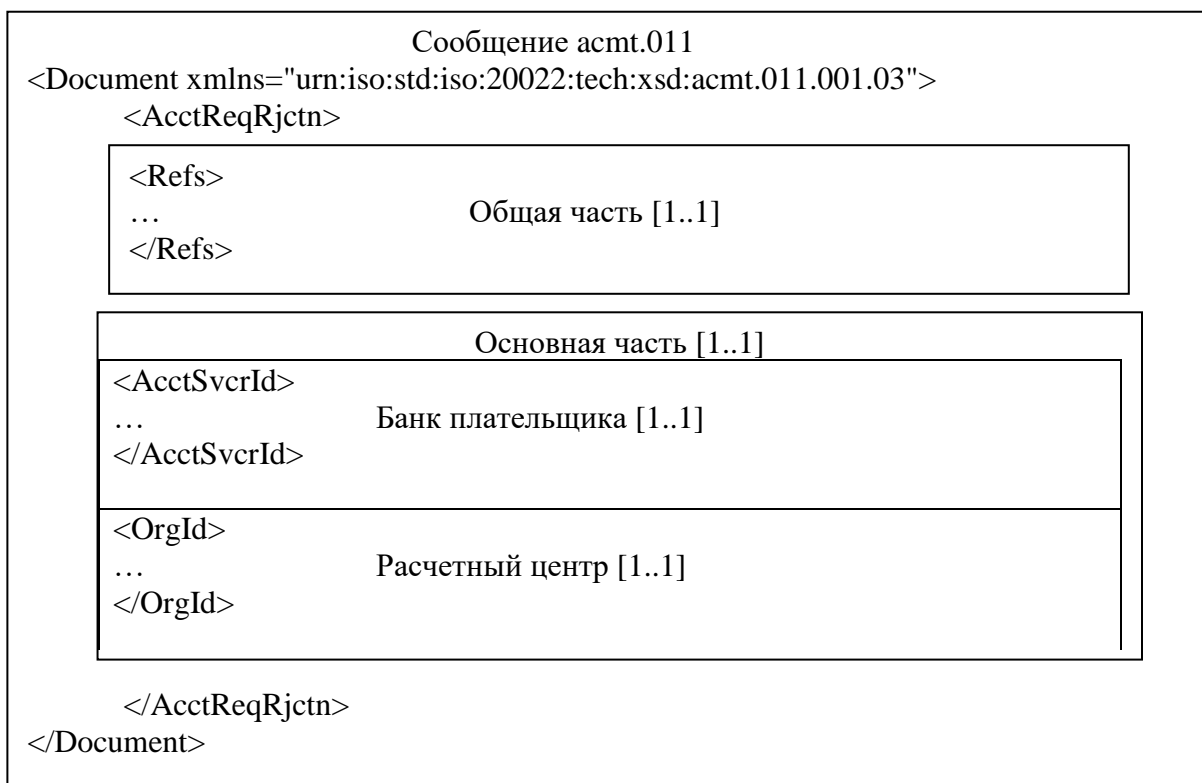 Сообщение acmt.011
<Document xmlns="urn:iso:std:iso:20022:tech:xsd:acmt.011.001.03">
<AcctReqRjctn>
<Refs>
… Общая часть [1..1]
</Refs>
Основная часть [1..1]
<AcctSvcrId>
… Банк плательщика [1..1]
</AcctSvcrId>
<OrgId>
… Расчетный центр [1..1]
</OrgId>
</AcctReqRjctn>
</Document>